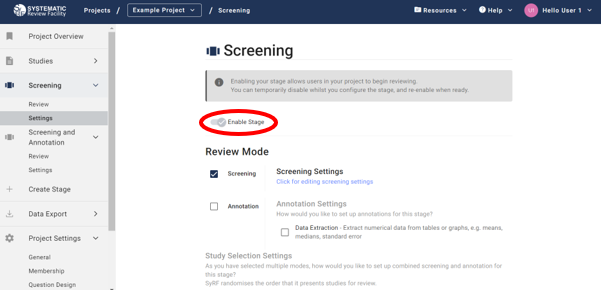 SYSTEMATIC
Review Facility
Projects / Example Project / Screening
Resources
Help
U1
Hello User 1
Project Overview
Studies
Screening
Review
Settings
Screening and
Annotation
Review
Settings
Create Stage
Data Export
Project Settings
General
Membership
Question Design
Screening
Enabling your stage allows users in your project to begin reviewing.
You can temporarily disable whilst you configure the stage, and re-enable when ready.
Enable Stage
Review Mode
Screening
Screening Settings
Click for editing screening settings
Annotation
Annotation Settings
How would you like to set up annotations for this stage?
Data Extraction - Extract numerical data from tables or graphs, e.g. means,
medians, standard error
Study Selection Settings
As you have selected multiple modes, how would you like to set up combined screening and annotation for
this stage?
SyRF randomises the order that it presents studies for review.